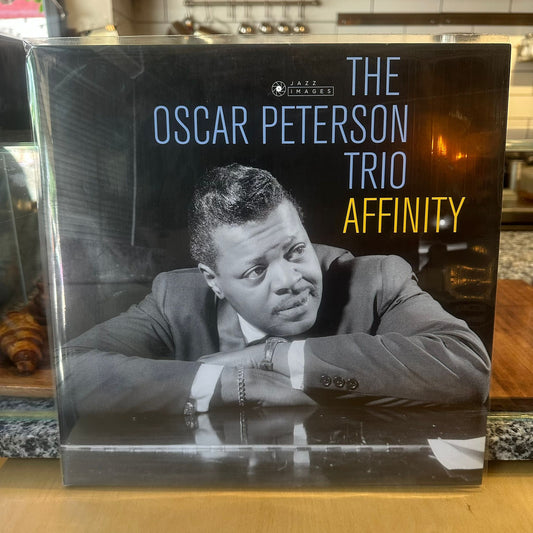 JAZZ
IMAGES
THE
OSCAR PETERSON
TRIO
AFFINITY